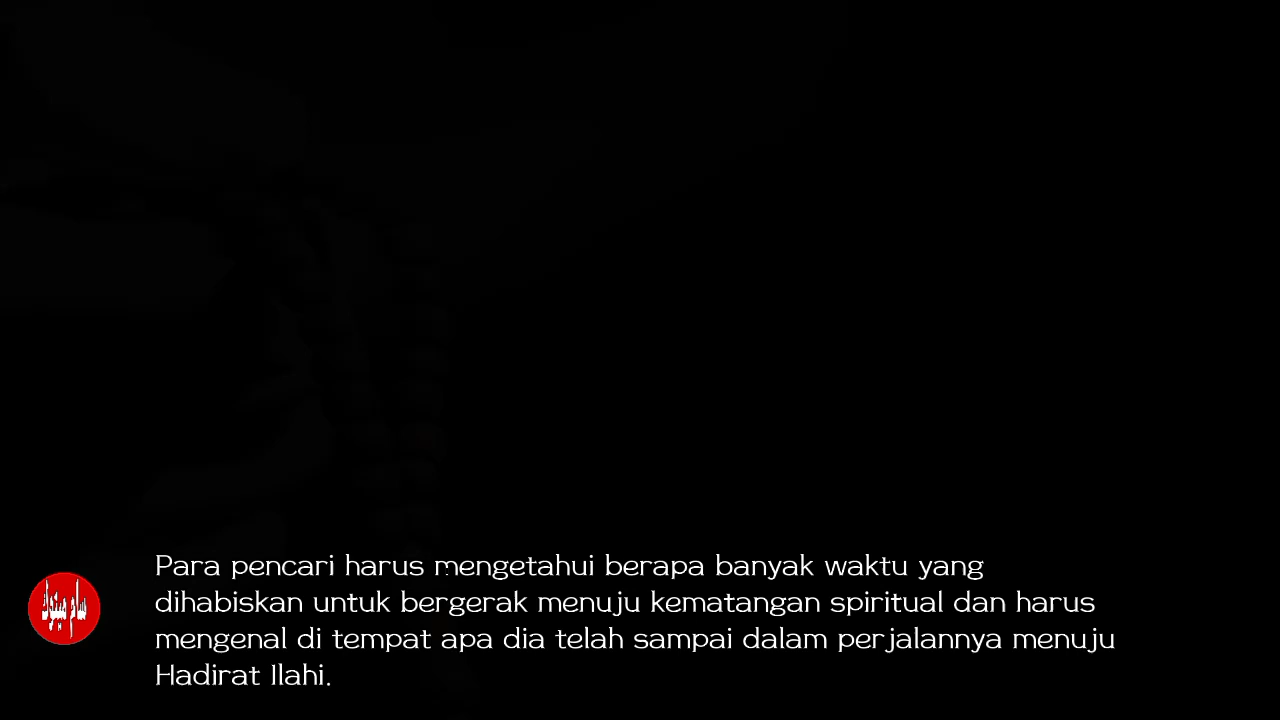 Para pencari harus mengetahui berapa banyak waktu yang
dihabiskan untuk bergerak menuju kematangan spiritual dan harus
mengenal di tempat apa dia telah sampai dalam perjalannya menuju
Hadirat Ilahi.